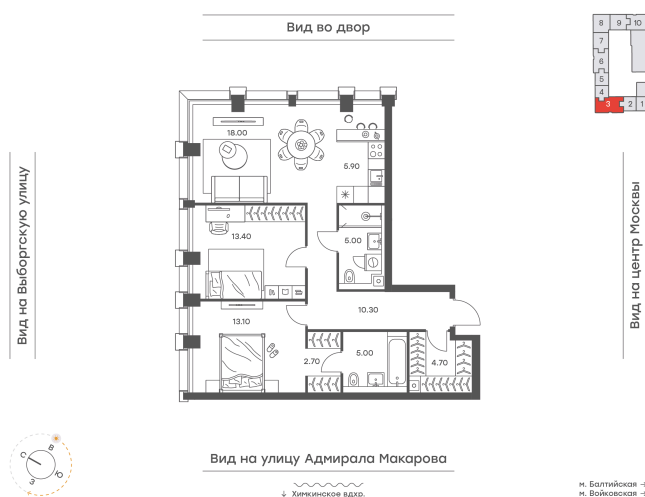 Вид во двор
8 9 10
7
6
5
4
3 2 1
18.00
5.90
13.40
5.00
10.30
13.10
2.70
5.00
4.70
Вид на Выборгскую улицу
Вид на центр Москвы
С В
З Ю
Вид на улицу Адмирала Макарова
↓ Химкинское вдхр.
м. Балтийская
м. Войковская